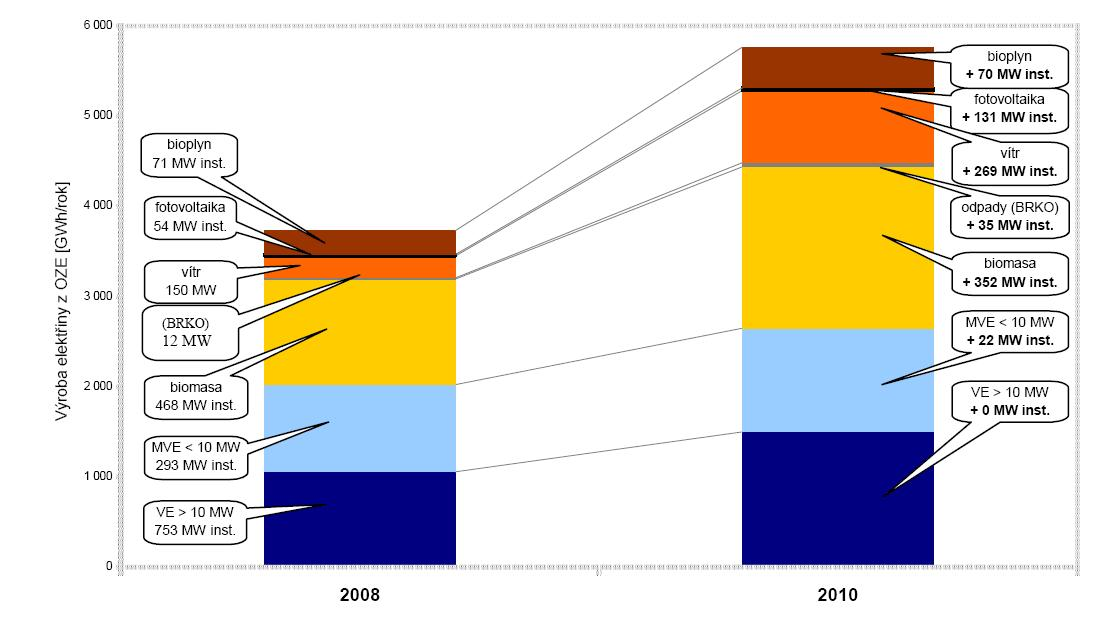 Výroba elektřiny z OZE [GWh/rok]
6 000
5 000
4 000
3 000
2 000
1 000
0
bioplyn
71 MW inst.
fotovoltaika
54 MW inst.
vítr
150 MW
(BRKO)
12 MW
biomasa
468 MW inst.
MVE < 10 MW
293 MW inst.
VE > 10 MW
753 MW inst.
bioplyn
+ 70 MW inst.
fotovoltaika
+ 131 MW inst.
vítr
+ 269 MW inst.
odpady (BRKO)
+ 35 MW inst.
biomasa
+ 352 MW inst.
MVE < 10 MW
+ 22 MW inst.
VE > 10 MW
+ 0 MW inst.
2008
2010